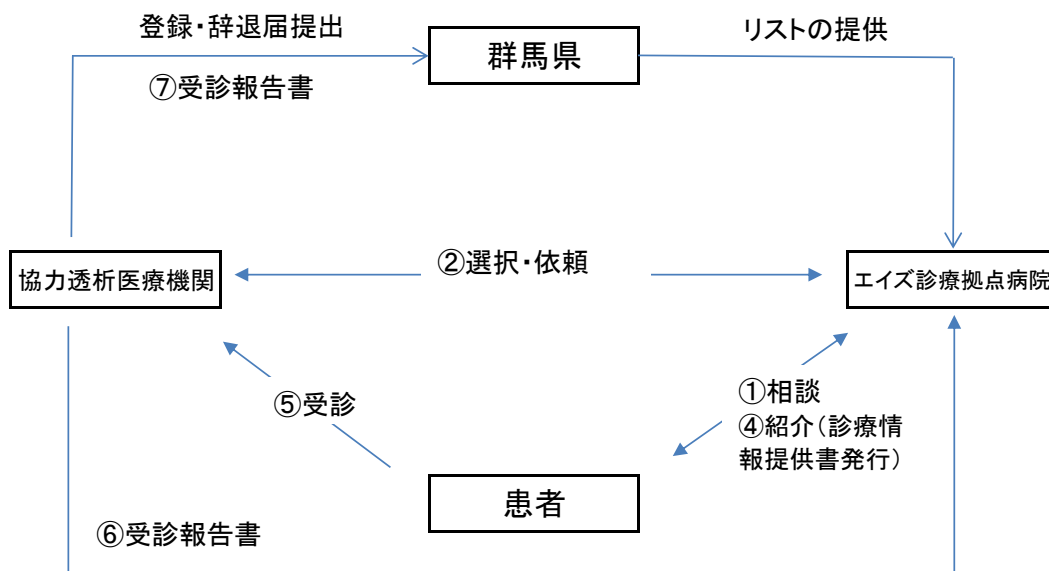 登録・辞退届提出
リストの提供
群馬県
⑦受診報告書
②選択・依頼
協力透析医療機関
エイズ診療拠点病院
①相談
⑤受診
④紹介（診療情
報提供書発行）
患者
⑥受診報告書